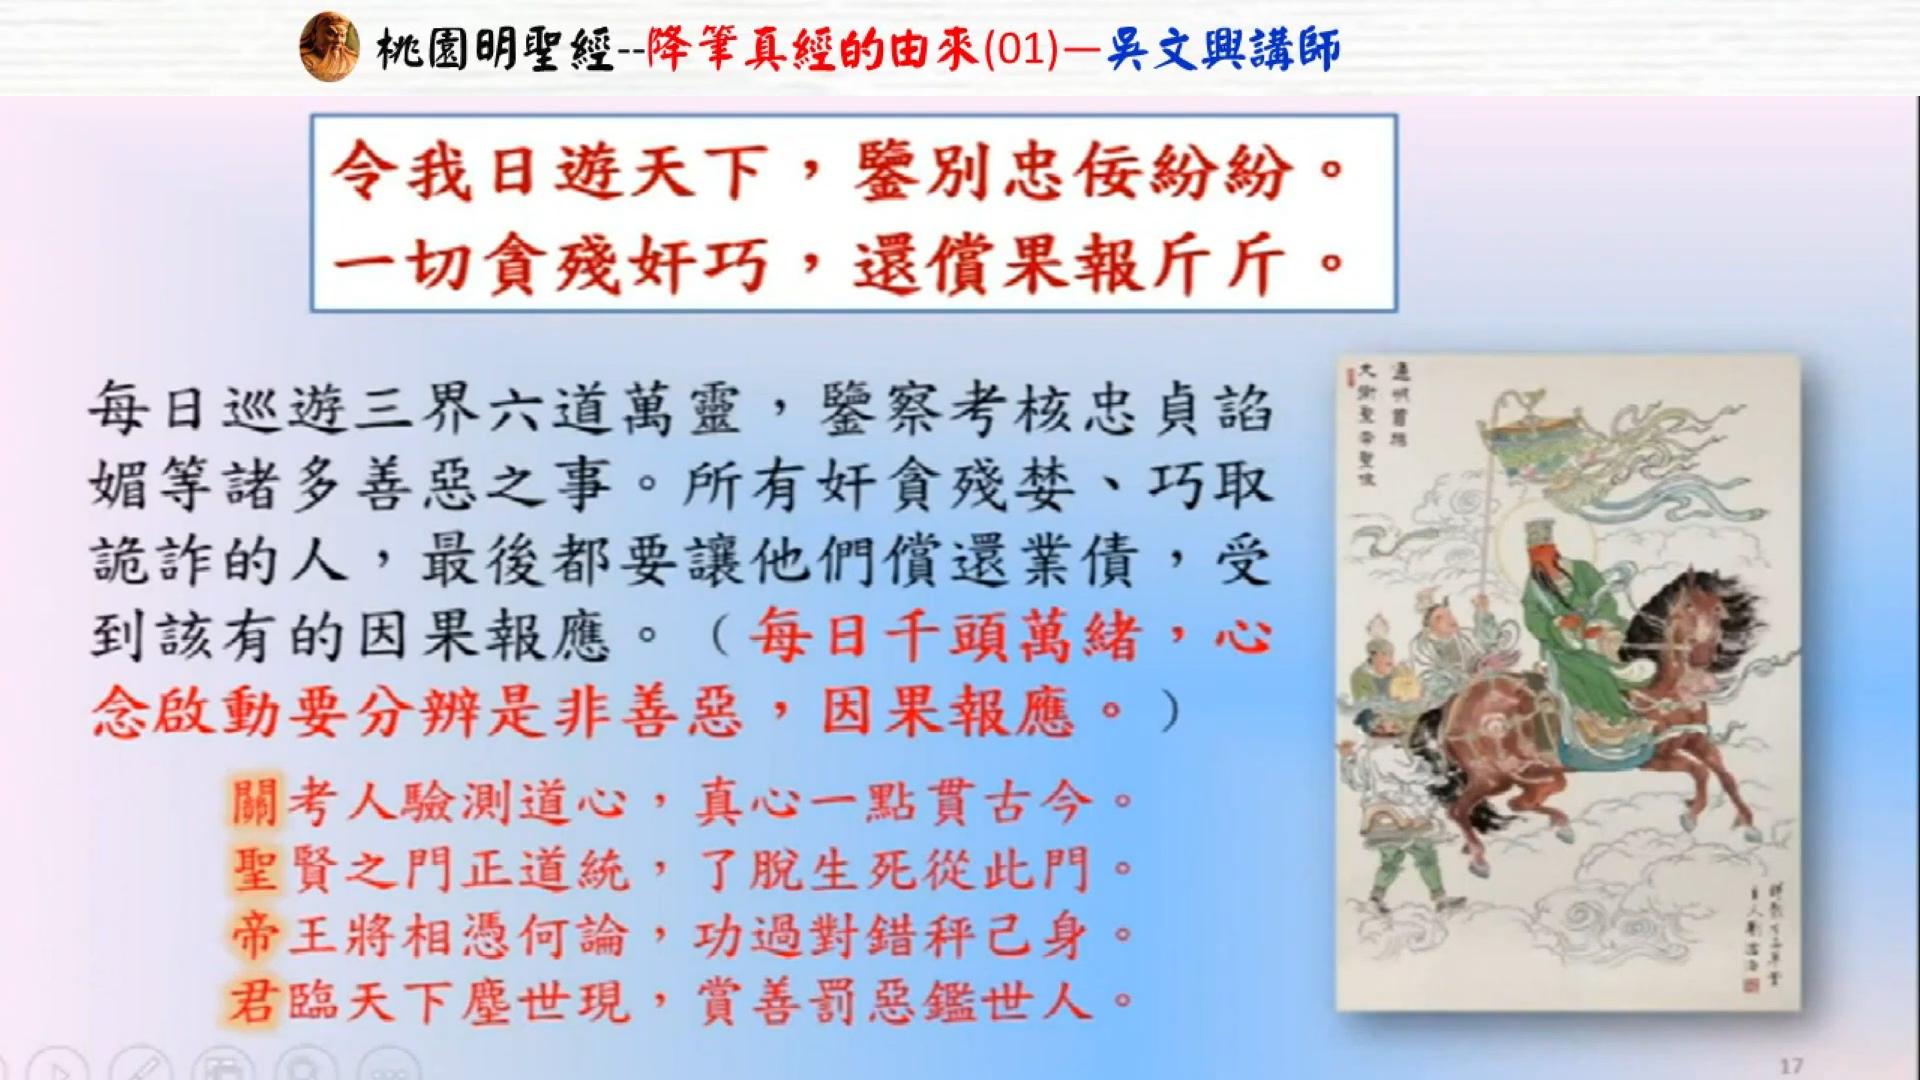 桃園明聖經--降筆真經的由來(01)—吳文興講師
令我日遊天下，鑒別忠佞紛紛。
一切貪殘奸巧，還償果報斤斤。
每日巡遊三界六道萬靈，鑒察考核忠貞諂
媚等諸多善惡之事。所有奸貪殘婪、巧取
詭詐的人，最後都要讓他們償還業債，受
到該有的因果報應。（每日千頭萬緒，心
念啟動要分辨是非善惡，因果報應。）
關考人驗測道心，真心一點貫古今。
聖賢之門正道統，了脫生死從此門。
帝王將相憑何論，功過對錯秤己身。
君臨天下塵世現，賞善罰惡鑑世人。
17